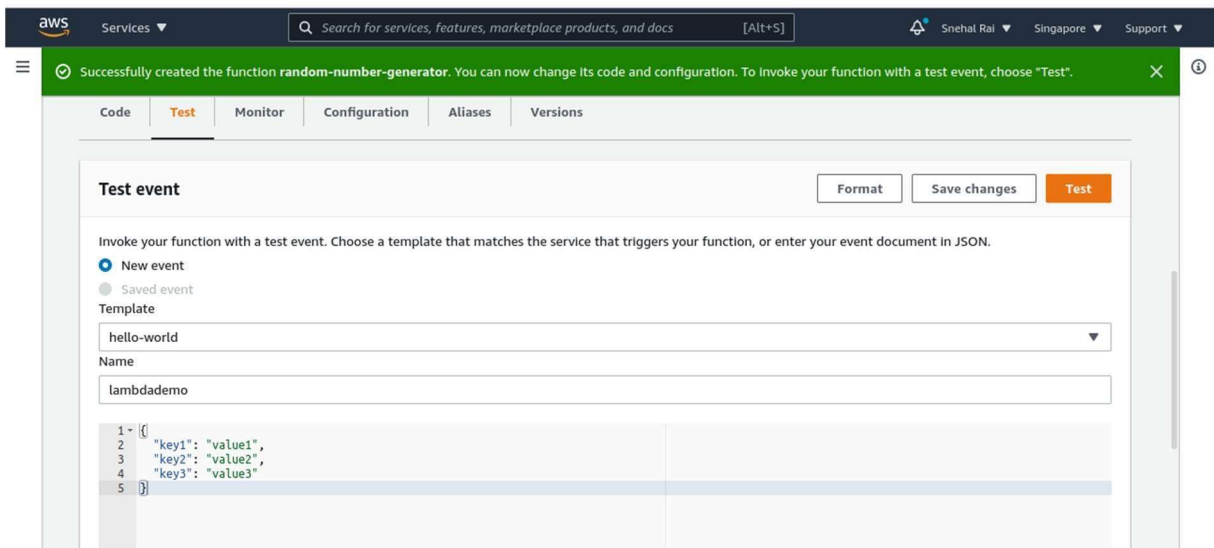 aws Services ▼ Search for services, features, marketplace products, and docs [Alt+S] Snehal Rai ▼ Singapore ▼ Support ▼
Successfully created the function random-number-generator. You can now change its code and configuration. To invoke your function with a test event, choose "Test".
Code Test Monitor Configuration Aliases Versions
Test event Format Save changes Test
Invoke your function with a test event. Choose a template that matches the service that triggers your function, or enter your event document in JSON.
New event
Saved event
Template
hello-world
Name
lambdademo
1 {
2 "key1": "value1",
3 "key2": "value2",
4 "key3": "value3"
5 }